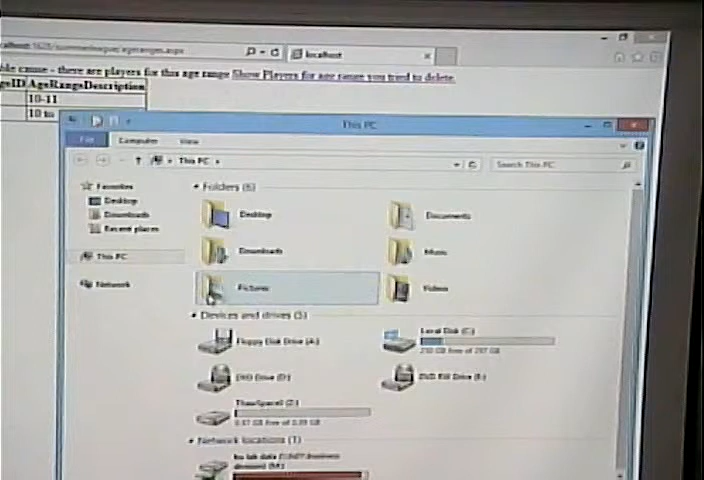 localhost
ble cause - there are players for this age range Show Players for age range you tried to delete.
geID AgeRangeDescription
10-11
10 to
This PC
File Computer View
This PC
Search This PC
Favorites
Desktop
Downloads
Recent places
This PC
Network
Folders (6)
Desktop
Documents
Downloads
Music
Pictures
Videos
Devices and drives (5)
Floppy Disk Drive (A:)
Local Disk (C:)
DVD RW Drive (E:)
Network locations (1)